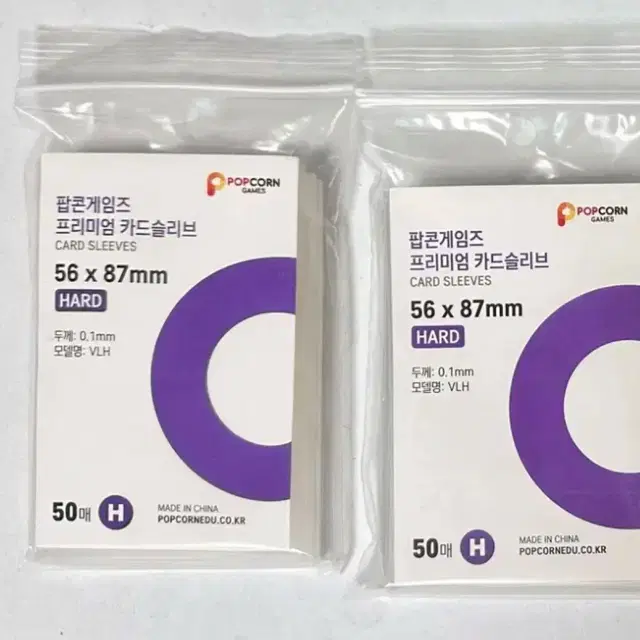 POPCORN
GAMES
팝콘게임즈
프리미엄 카드슬리브
CARD SLEEVES
56 x 87mm
HARD
두께: 0.1mm
모델명: VLH
50매 H
MADE IN CHINA
POPCORNEDU.CO.KR
POPCORN
GAMES
팝콘게임즈
프리미엄 카드슬리브
CARD SLEEVES
56 x 87mm
HARD
두께: 0.1mm
모델명: VLH
50매 H
MADE IN CHINA
POPCORNEDU.CO.KR